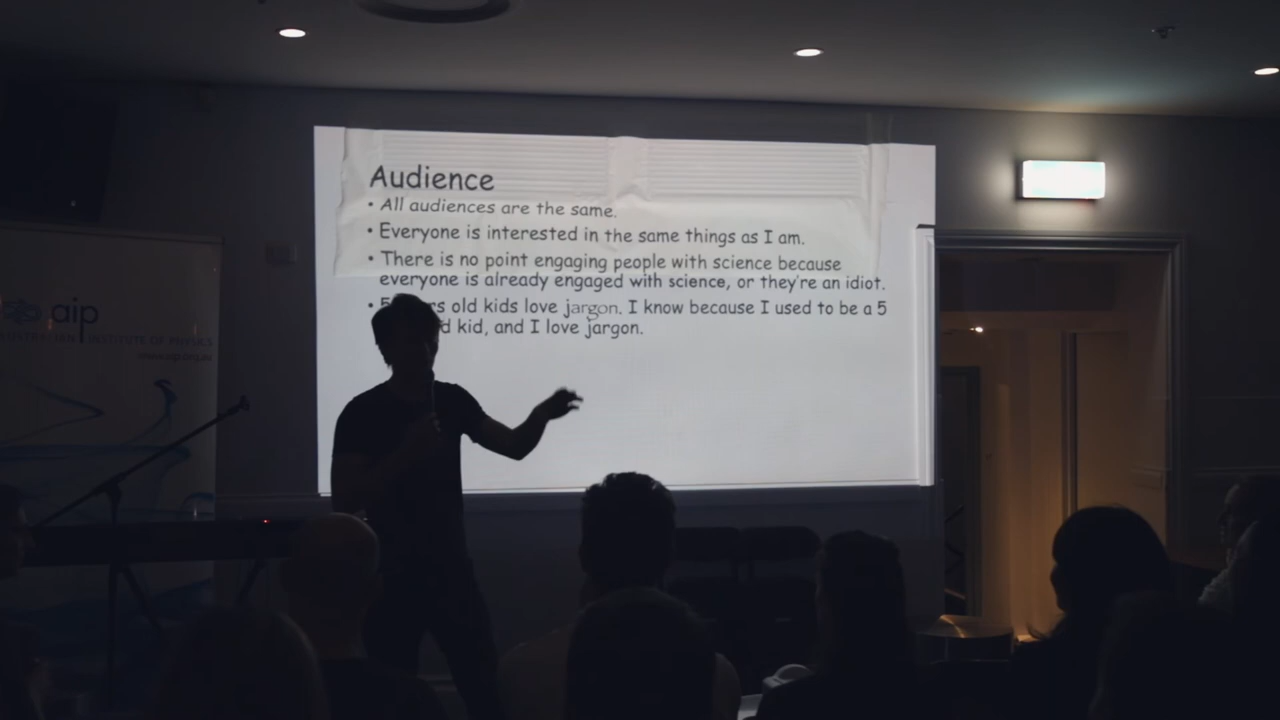 Audience
• All audiences are the same.
• Everyone is interested in the same things as I am.
• There is no point engaging people with science because
everyone is already engaged with science, or they're an idiot.
• 5 rs old kids love jargon. I know because I used to be a 5
d kid, and I love jargon.
aip
INSTITUTE OF PHYSICS